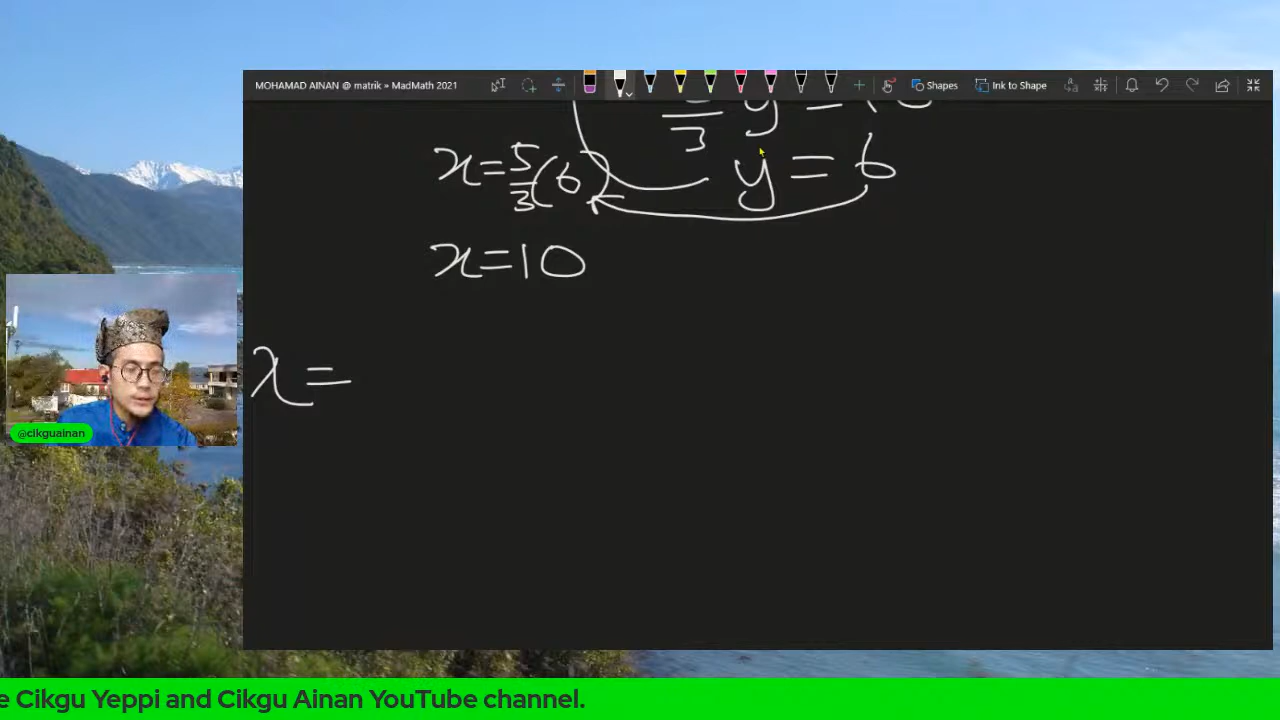 MOHAMAD AINAN @ matrik » MadMath 2021
Shapes
Ink to Shape
x = 5/3 (6)
y = 6
x = 10
x =
@cikguainan
Cikgu Yeppi and Cikgu Ainan YouTube channel.